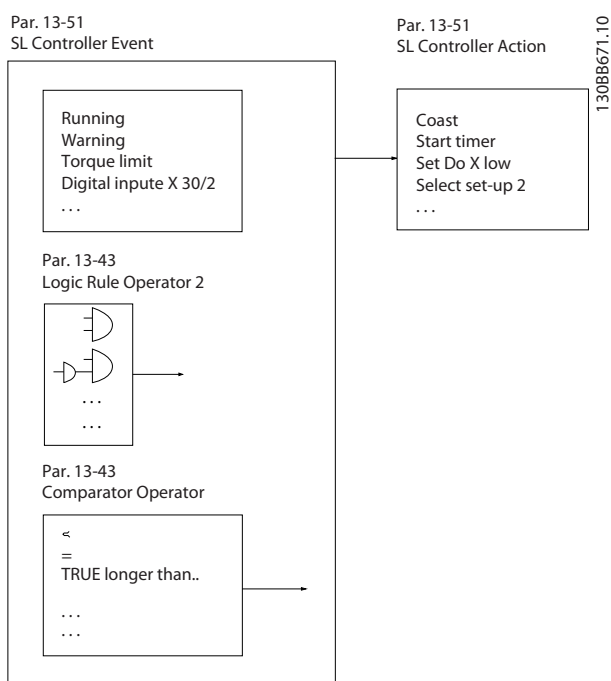 Par. 13-51
SL Controller Event
Par. 13-51
SL Controller Action
130BB671.10
Running
Warning
Torque limit
Digital inpute X 30/2
. . .
Coast
Start timer
Set Do X low
Select set-up 2
. . .
Par. 13-43
Logic Rule Operator 2
. . .
. . .
Par. 13-43
Comparator Operator
=
TRUE longer than..
. . .
. . .